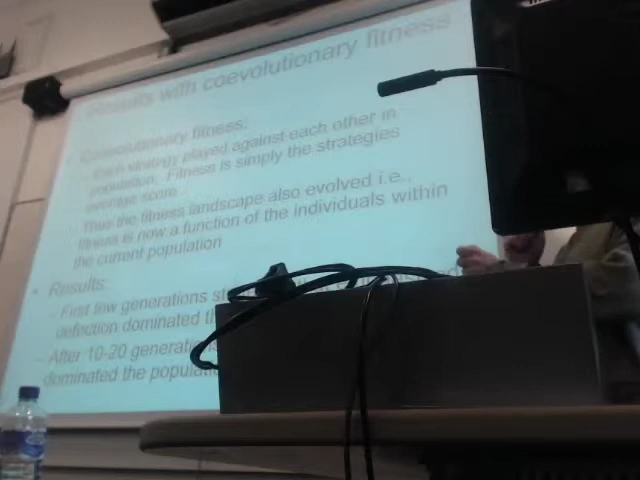 Results with coevolutionary fitness
Coevolutionary fitness:
- Each strategy played against each other in
population. Fitness is simply the strategies
average score.
- Thus the fitness landscape also evolved i.e.,
fitness is now a function of the individuals within
the current population
• Results:
- First few generations
defection dominated
- After 10-20
dominated the